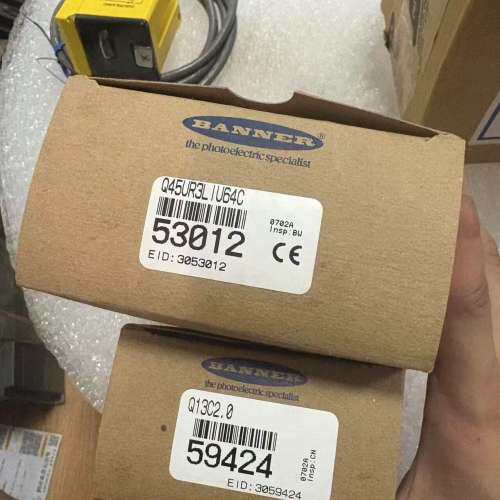 BANNER®
the photoelectric specialist
Q45UR3LIU64C
53012
EID: 3053012
0702A
Insp:BW
CE
BANNER
the photoelectric specialist
Q13C2.0
59424
EID: 3059424
0702A
Insp:CN